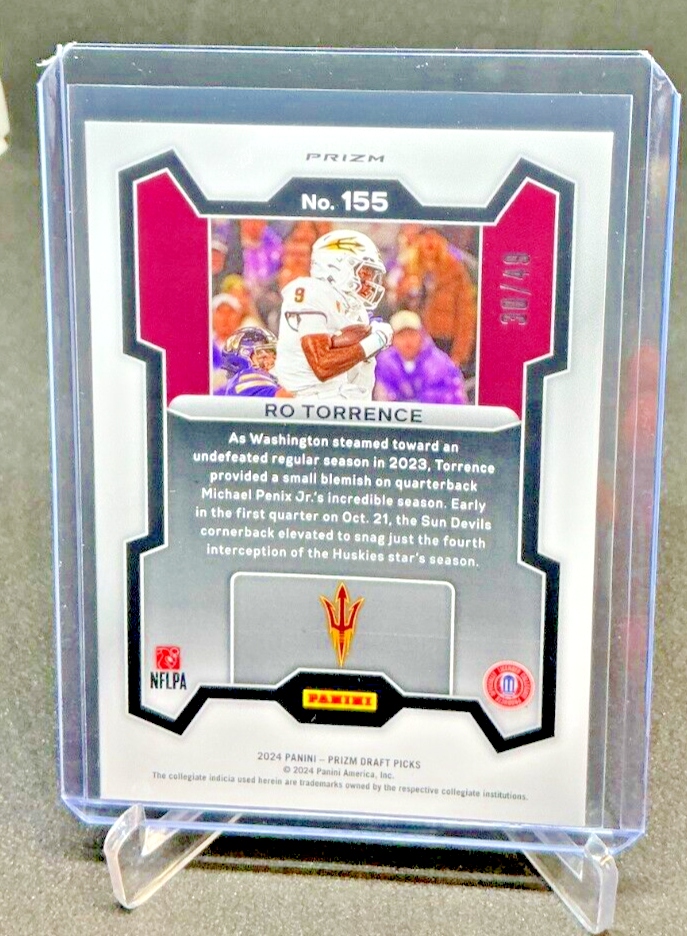 PRIZM
No. 155
30/49
9
RO TORRENCE
As Washington steamed toward an
undefeated regular season in 2023, Torrence
provided a small blemish on quarterback
Michael Penix Jr.'s incredible season. Early
in the first quarter on Oct. 21, the Sun Devils
cornerback elevated to snag just the fourth
interception of the Huskies star's season.
NFLPA
PANINI
2024 PANINI – PRIZM DRAFT PICKS
© 2024 Panini America, Inc.
The collegiate indicia used herein are trademarks owned by the respective collegiate institutions.